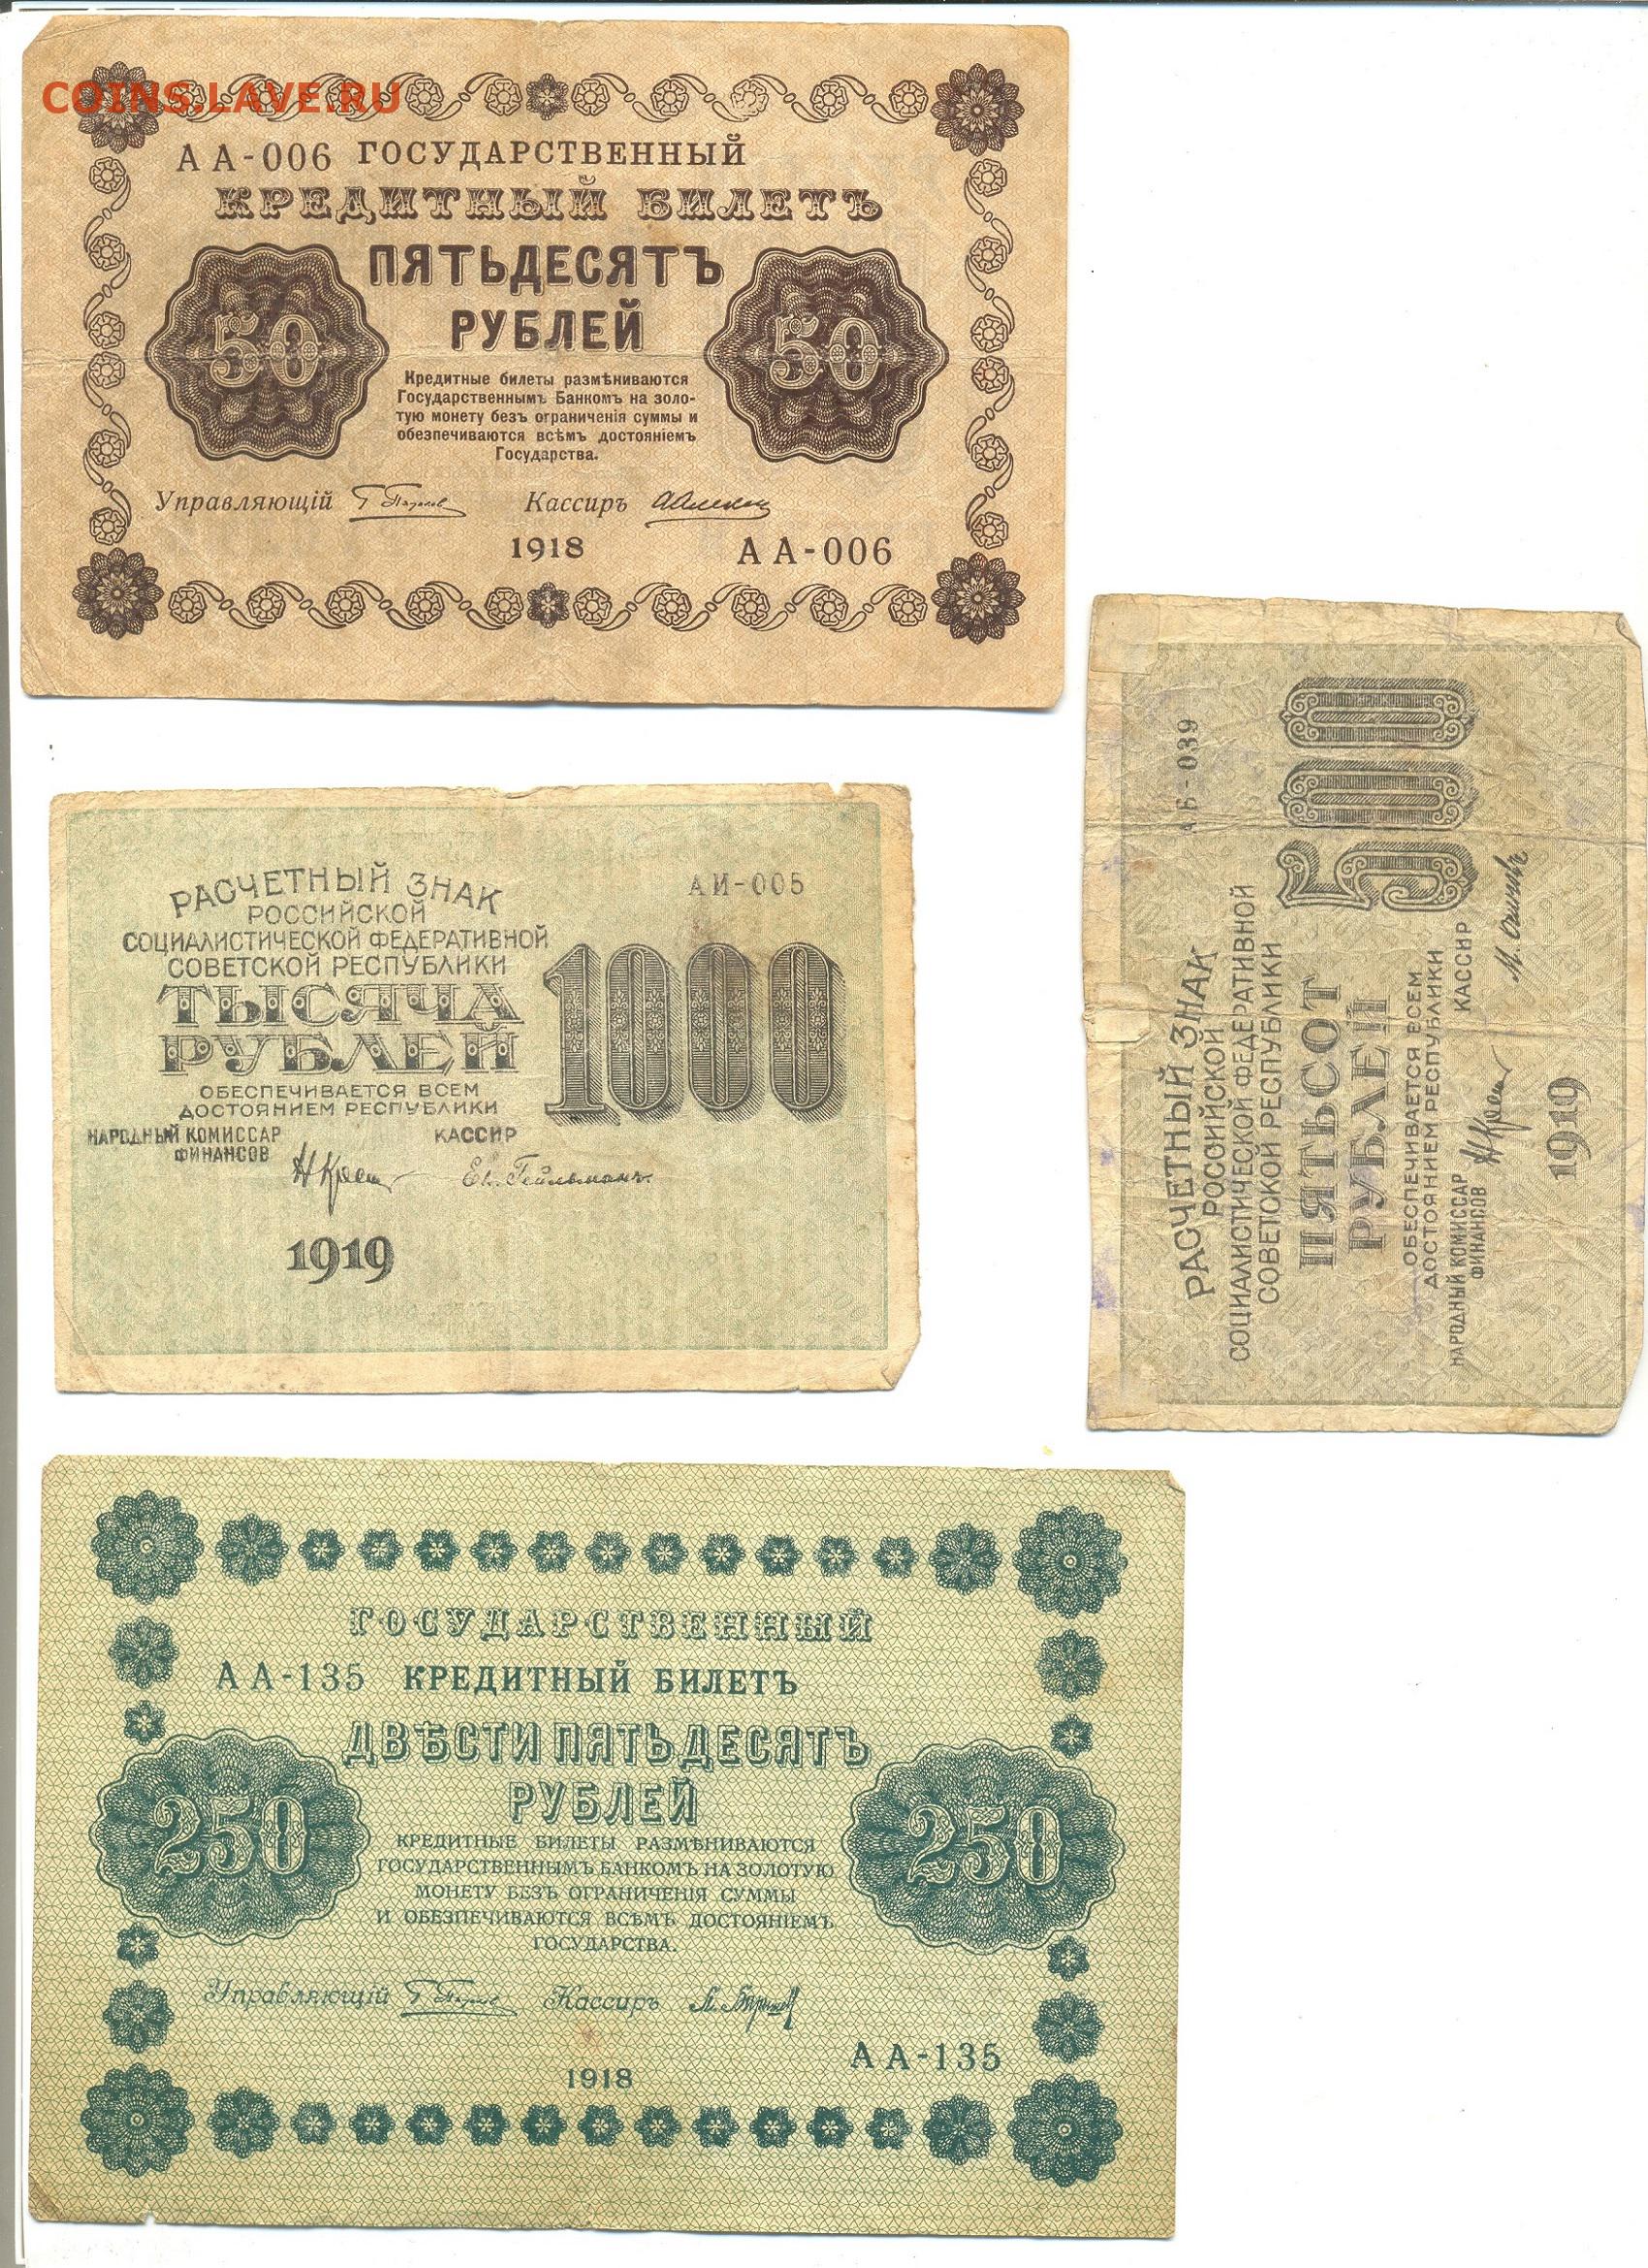 COINS.LAVE.RU
АА-006 ГОСУДАРСТВЕННЫЙ
КРЕДИТНЫЙ БИЛЕТЪ
ПЯТЬДЕСЯТЪ
РУБЛЕЙ
50 50
Кредитные билеты размѣниваются
Государственнымъ Банкомъ на золо-
тую монету безъ ограниченія суммы и
обезпечиваются всѣмъ достояніемъ
Государства.
Управляющій Кассиръ
1918 АА-006
РАСЧЕТНЫЙ ЗНАК
АИ-005
РОССИЙСКОЙ
СОЦИАЛИСТИЧЕСКОЙ ФЕДЕРАТИВНОЙ
СОВЕТСКОЙ РЕСПУБЛИКИ
ТЫСЯЧА
РУБЛЕЙ
1000
ОБЕСПЕЧИВАЕТСЯ ВСЕМ
ДОСТОЯНИЕМ РЕСПУБЛИКИ
НАРОДНЫЙ КОМИССАР
ФИНАНСОВ
КАССИР
Ев. Гейльманъ
1919
АБ-039
РАСЧЕТНЫЙ ЗНАК
РОССИЙСКОЙ
СОЦИАЛИСТИЧЕСКОЙ ФЕДЕРАТИВНОЙ
СОВЕТСКОЙ РЕСПУБЛИКИ
500
ПЯТЬСОТ
РУБЛЕЙ
ОБЕСПЕЧИВАЕТСЯ ВСЕМ
ДОСТОЯНИЕМ РЕСПУБЛИКИ
НАРОДНЫЙ КОМИССАР
ФИНАНСОВ
КАССИР
1919
ГОСУДАРСТВЕННЫЙ
АА-135 КРЕДИТНЫЙ БИЛЕТЪ
ДВѢСТИ ПЯТЬДЕСЯТЪ
РУБЛЕЙ
250 250
КРЕДИТНЫЕ БИЛЕТЫ РАЗМѢНИВАЮТСЯ
ГОСУДАРСТВЕННЫМЪ БАНКОМЪ НА ЗОЛОТУЮ
МОНЕТУ БЕЗЪ ОГРАНИЧЕНІЯ СУММЫ
И ОБЕЗПЕЧИВАЮТСЯ ВСѢМЪ ДОСТОЯНІЕМЪ
ГОСУДАРСТВА.
Управляющій Кассиръ
АА-135
1918